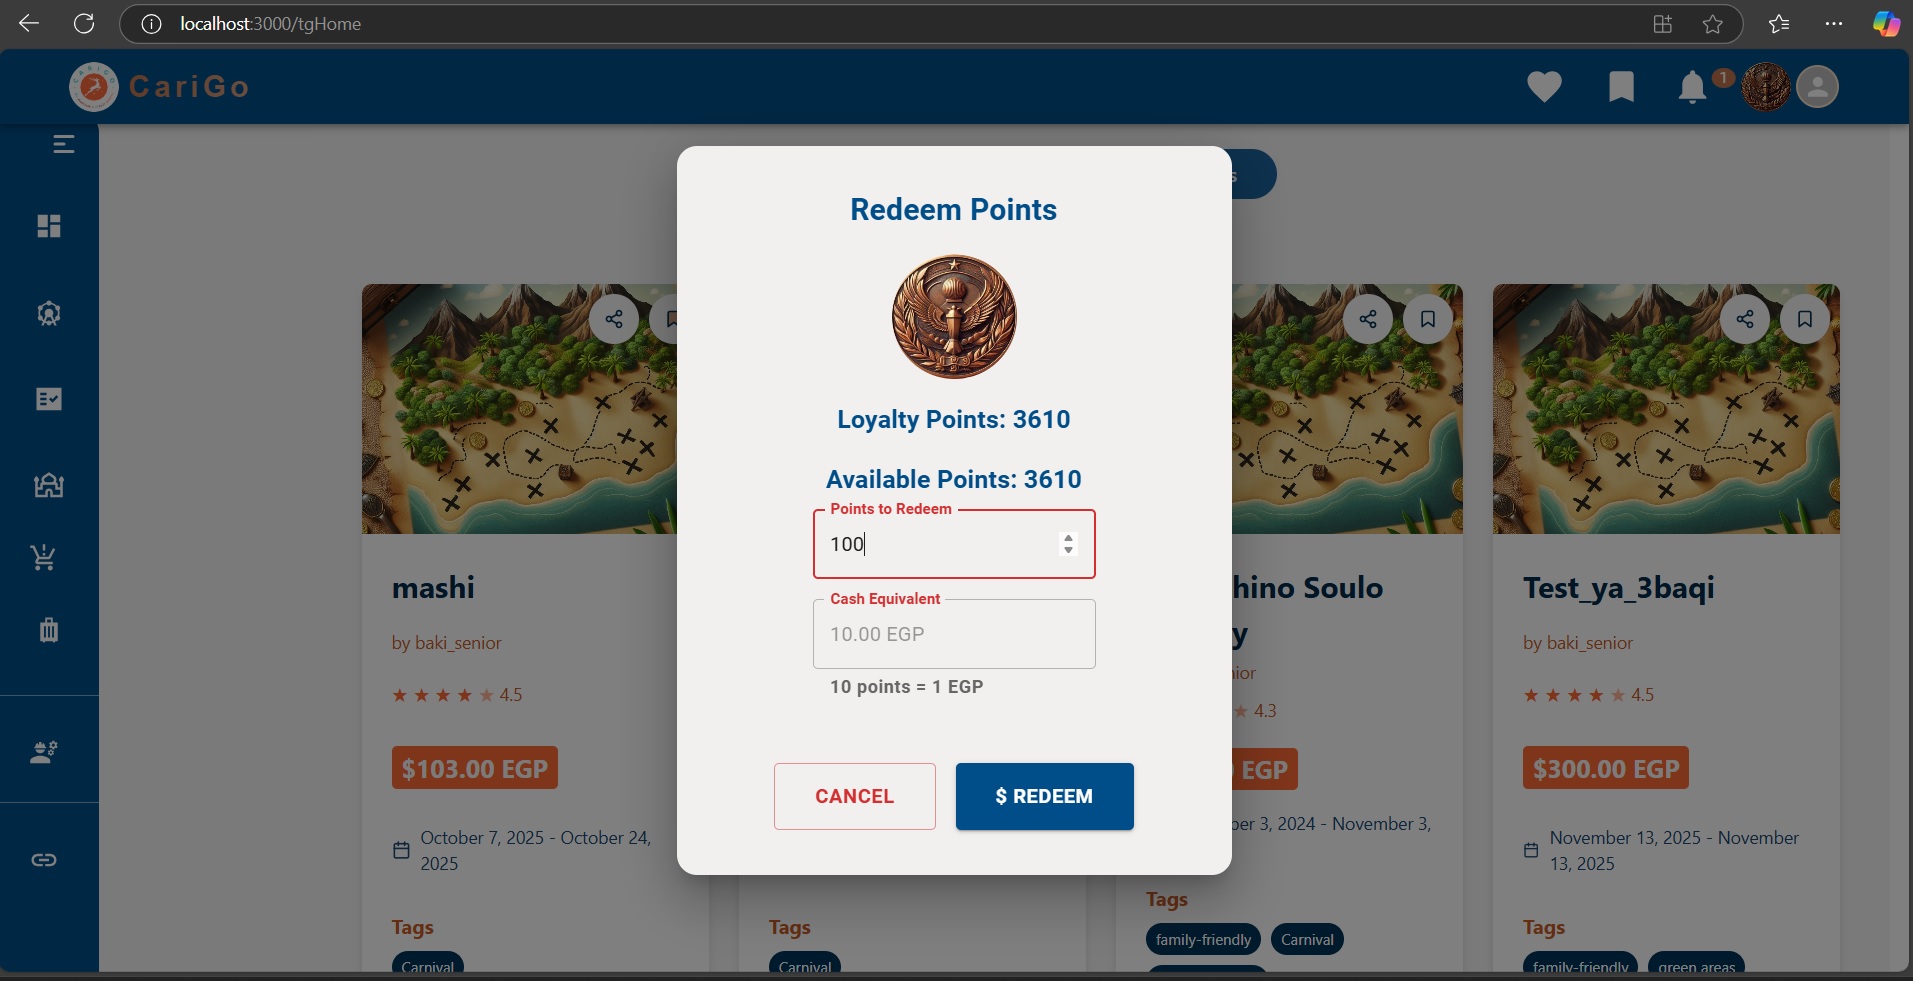 localhost:3000/tgHome
CariGo
1
s
Redeem Points
Loyalty Points: 3610
Available Points: 3610
Points to Redeem
100
Cash Equivalent
10.00 EGP
10 points = 1 EGP
CANCEL
$ REDEEM
mashi
by baki_senior
4.5
$103.00 EGP
October 7, 2025 - October 24,
2025
Tags
Carnival
Tags
Carnival
hino Soulo
y
ior
4.3
EGP
er 3, 2024 - November 3,
Tags
family-friendly
Carnival
Test_ya_3baqi
by baki_senior
4.5
$300.00 EGP
November 13, 2025 - November
13, 2025
Tags
family-friendly
green areas